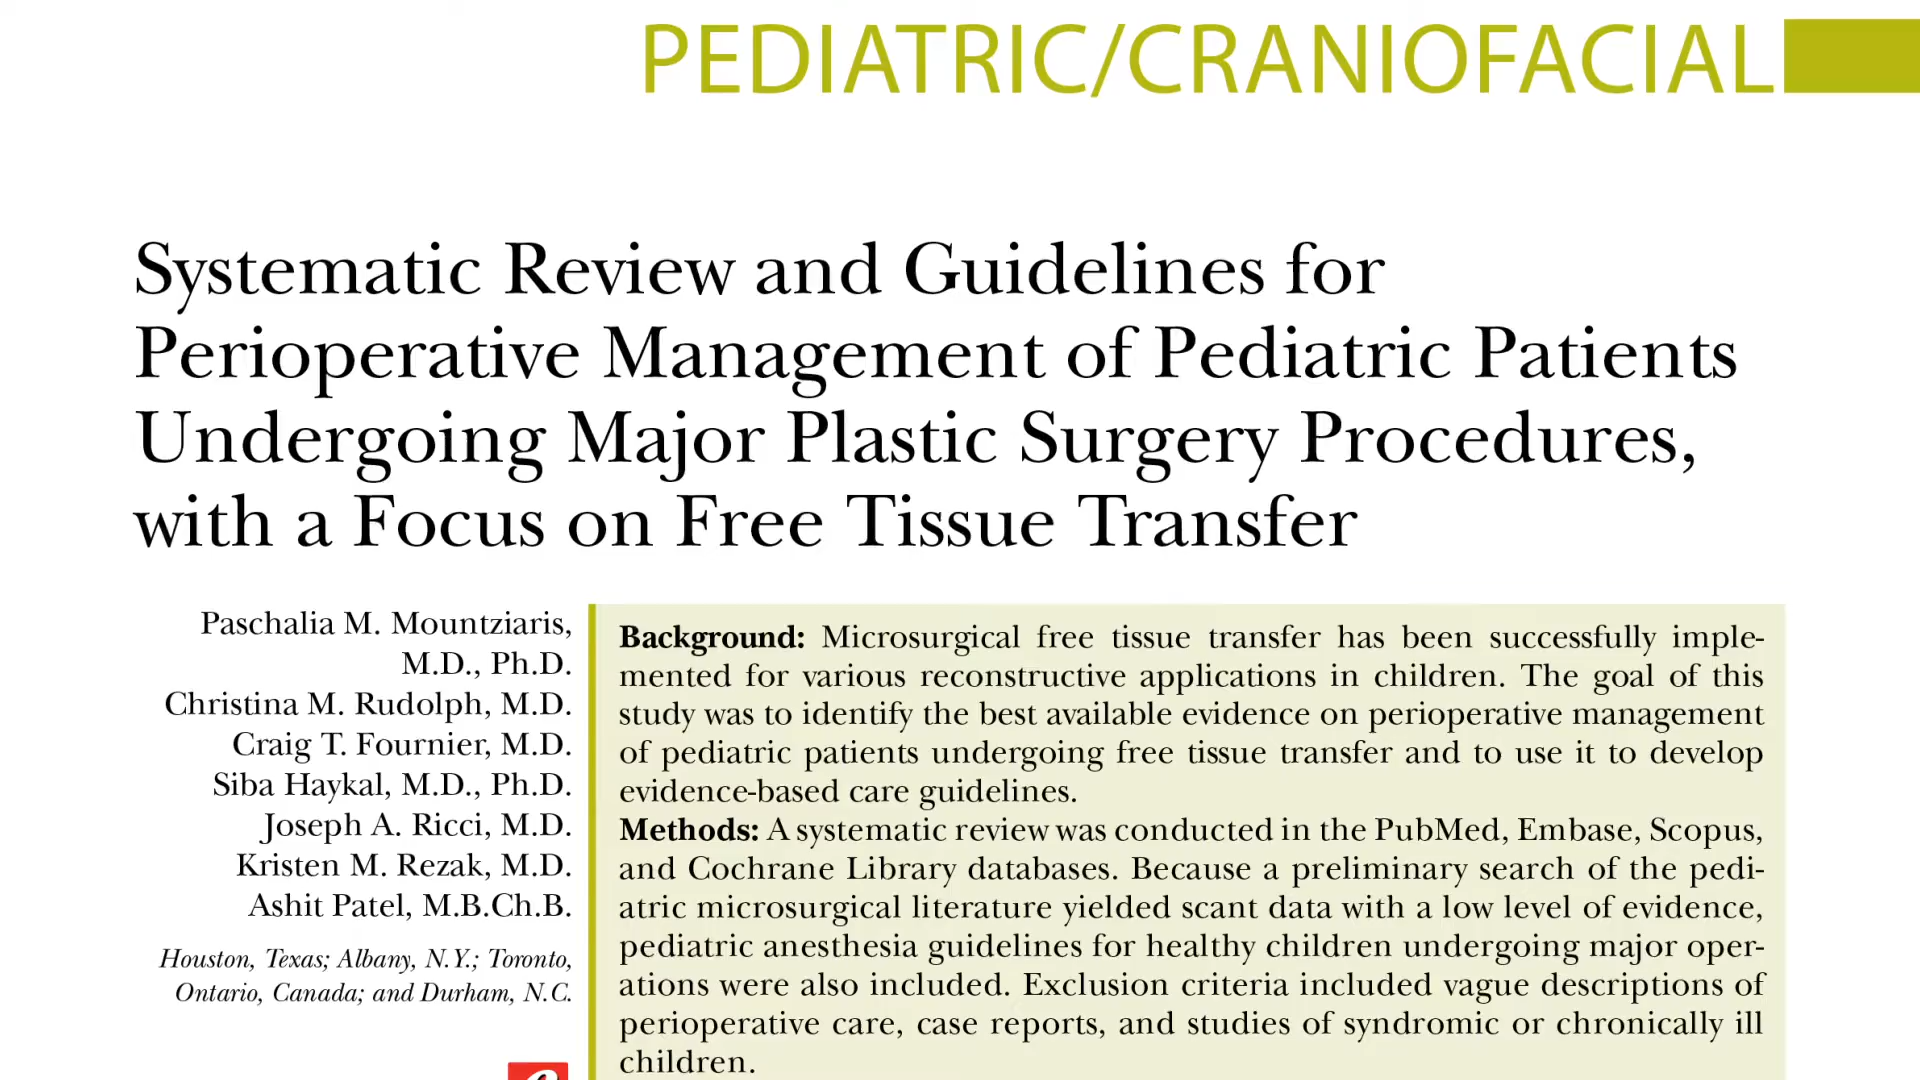 PEDIATRIC/CRANIOFACIAL
Systematic Review and Guidelines for
Perioperative Management of Pediatric Patients
Undergoing Major Plastic Surgery Procedures,
with a Focus on Free Tissue Transfer
Paschalia M. Mountziaris,
M.D., Ph.D.
Christina M. Rudolph, M.D.
Craig T. Fournier, M.D.
Siba Haykal, M.D., Ph.D.
Joseph A. Ricci, M.D.
Kristen M. Rezak, M.D.
Ashit Patel, M.B.Ch.B.
Houston, Texas; Albany, N.Y.; Toronto,
Ontario, Canada; and Durham, N.C.
Background: Microsurgical free tissue transfer has been successfully imple-
mented for various reconstructive applications in children. The goal of this
study was to identify the best available evidence on perioperative management
of pediatric patients undergoing free tissue transfer and to use it to develop
evidence-based care guidelines.
Methods: A systematic review was conducted in the PubMed, Embase, Scopus,
and Cochrane Library databases. Because a preliminary search of the pedi-
atric microsurgical literature yielded scant data with a low level of evidence,
pediatric anesthesia guidelines for healthy children undergoing major oper-
ations were also included. Exclusion criteria included vague descriptions of
perioperative care, case reports, and studies of syndromic or chronically ill
children.